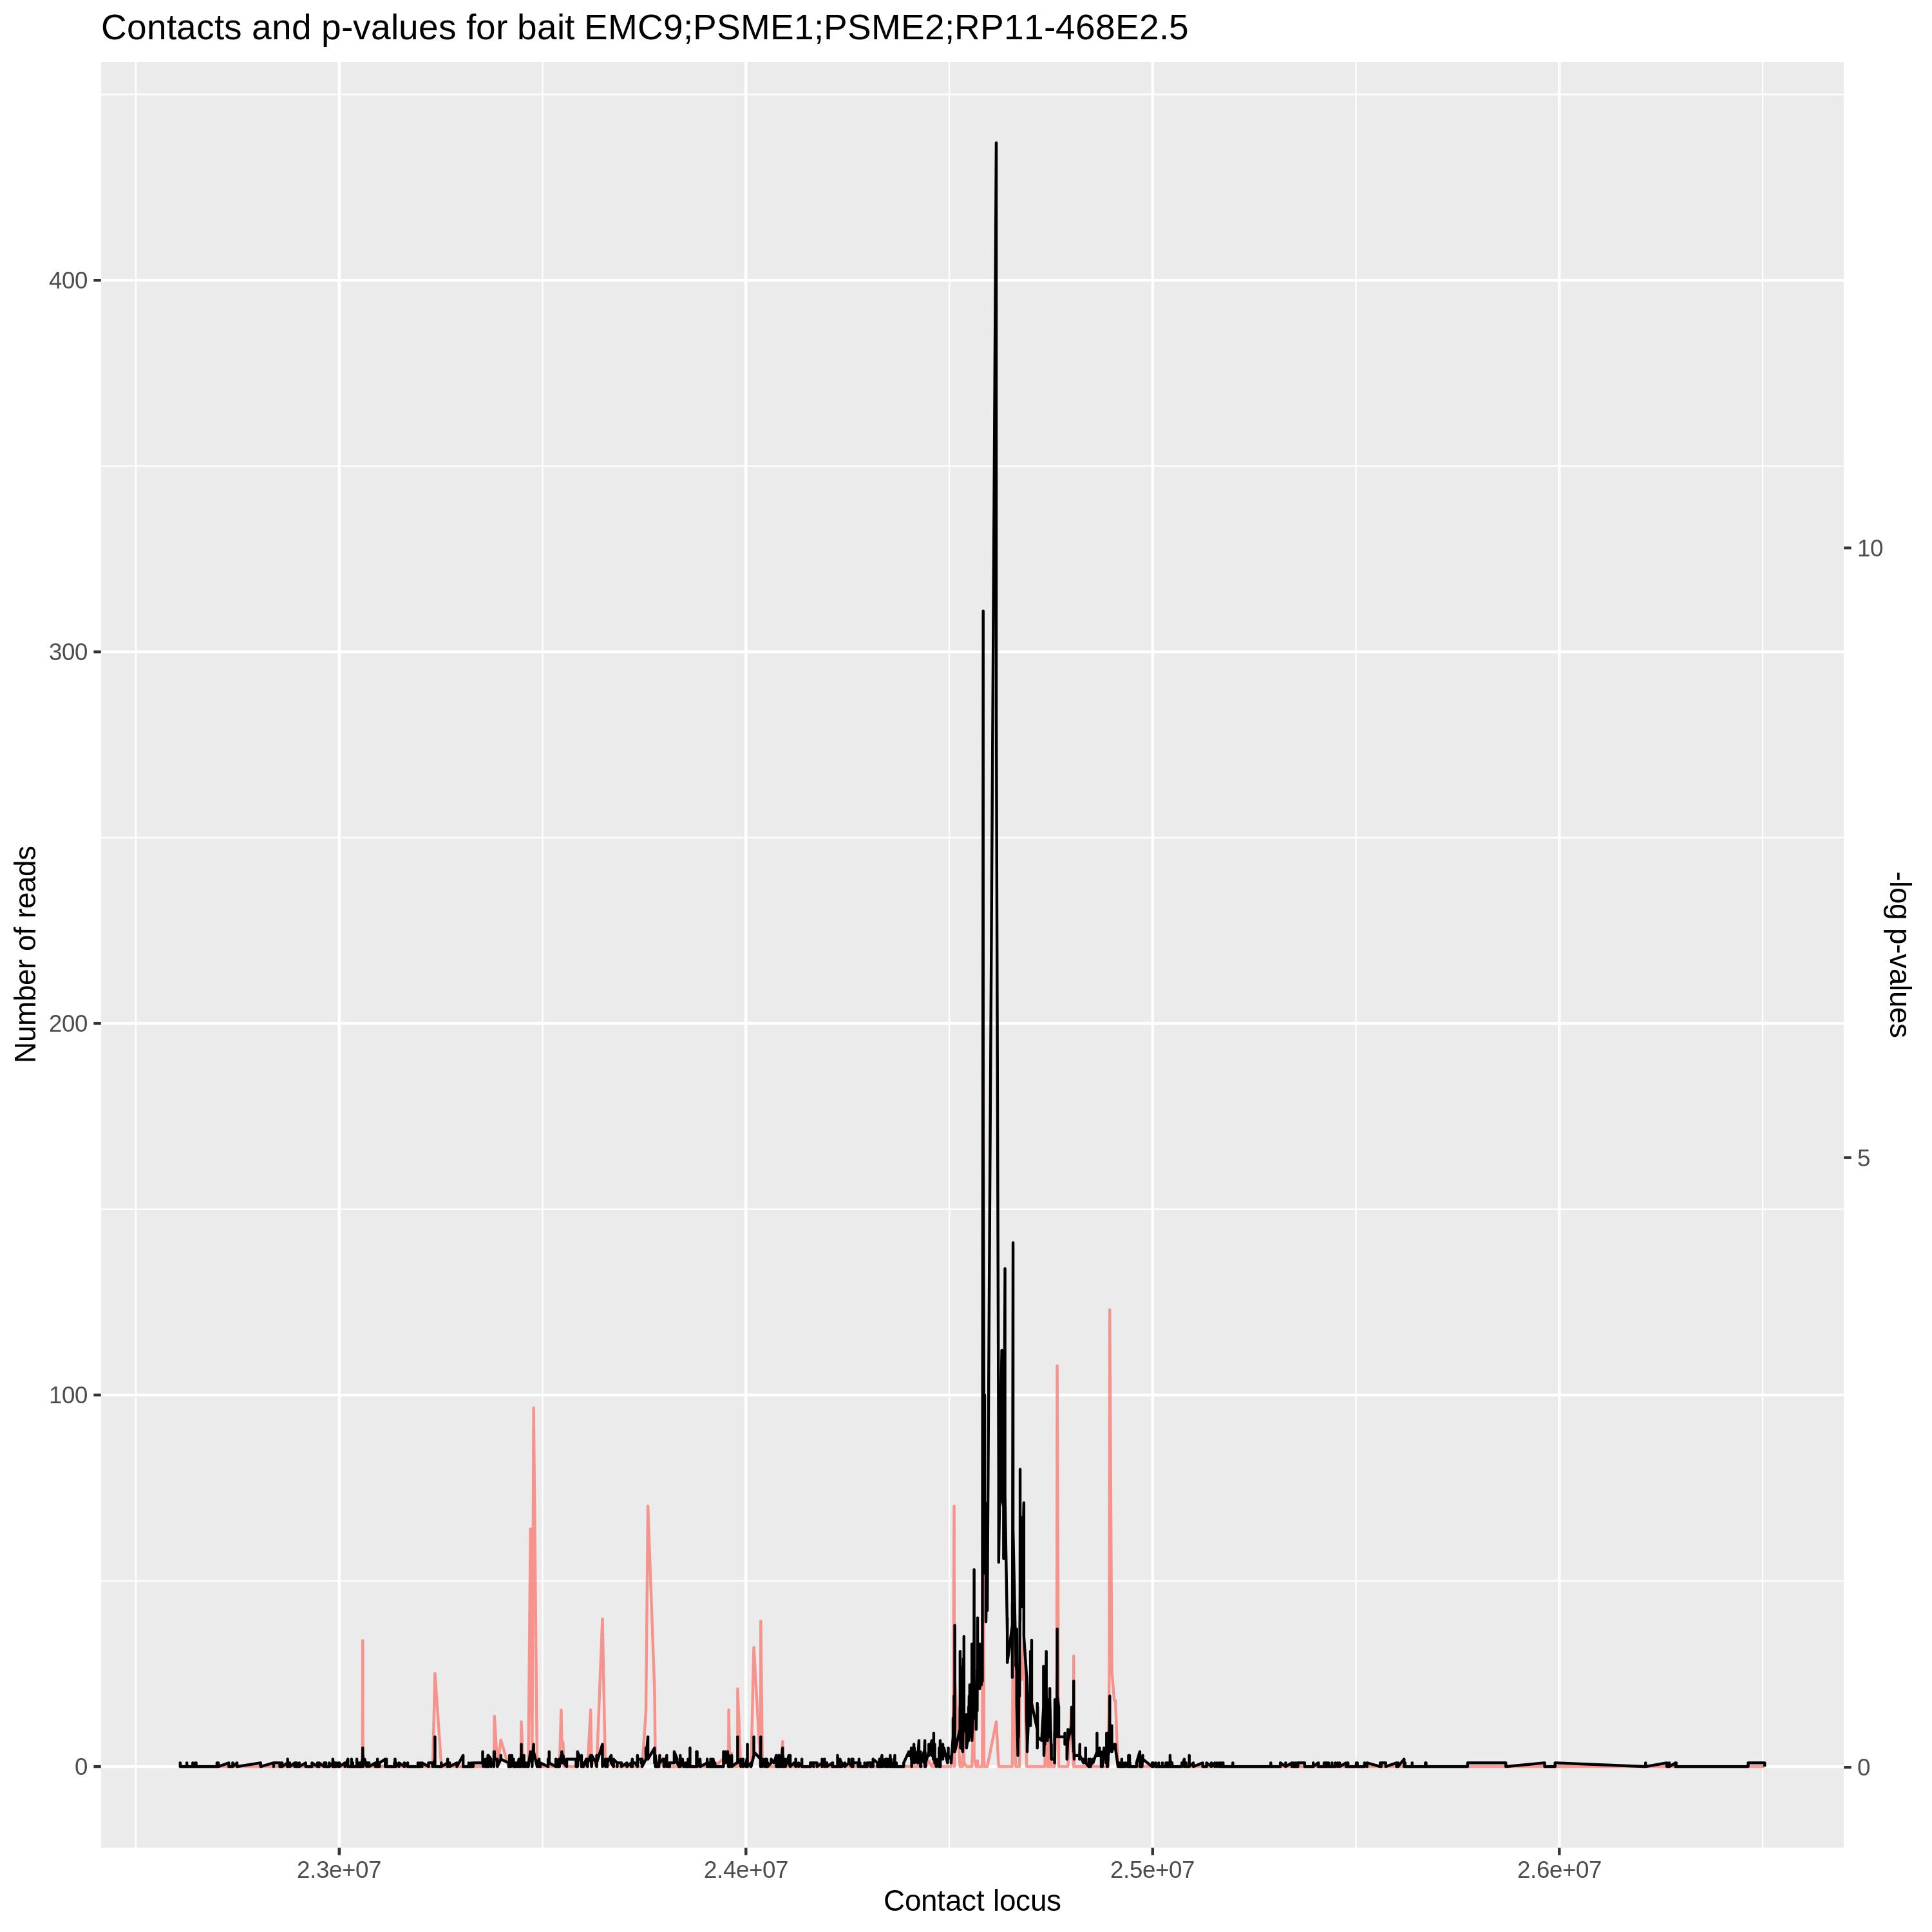 Contacts and p-values for bait EMC9;PSME1;PSME2;RP11-468E2.5
400
300
200
100
0
Number of reads
10
5
0
-log p-values
2.3e+07
2.4e+07
2.5e+07
2.6e+07
Contact locus